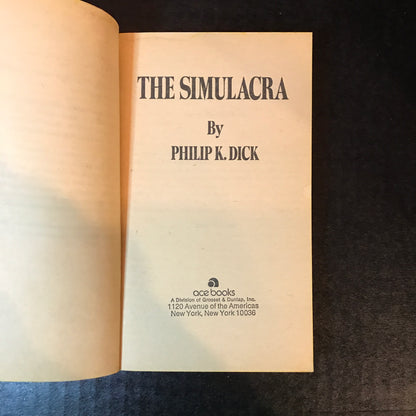 THE SIMULACRA
By
PHILIP K. DICK
ace books
A Division of Grosset & Dunlap, Inc.
1120 Avenue of the Americas
New York, New York 10036